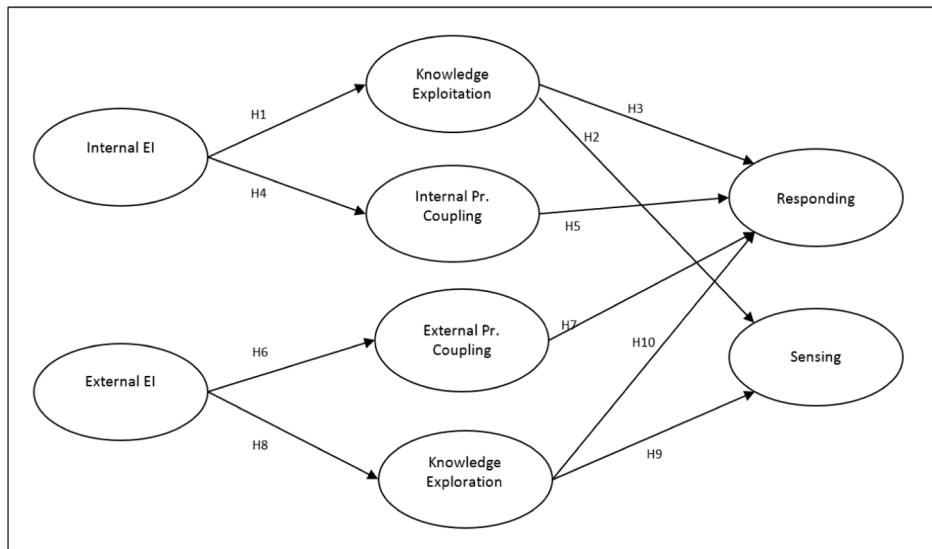 Knowledge
Exploitation
H3
H1
H2
Internal EI
Internal Pr.
Coupling
Responding
H4
H5
External Pr.
Coupling
H7
H6
H10
Sensing
External EI
H8
Knowledge
Exploration
H9